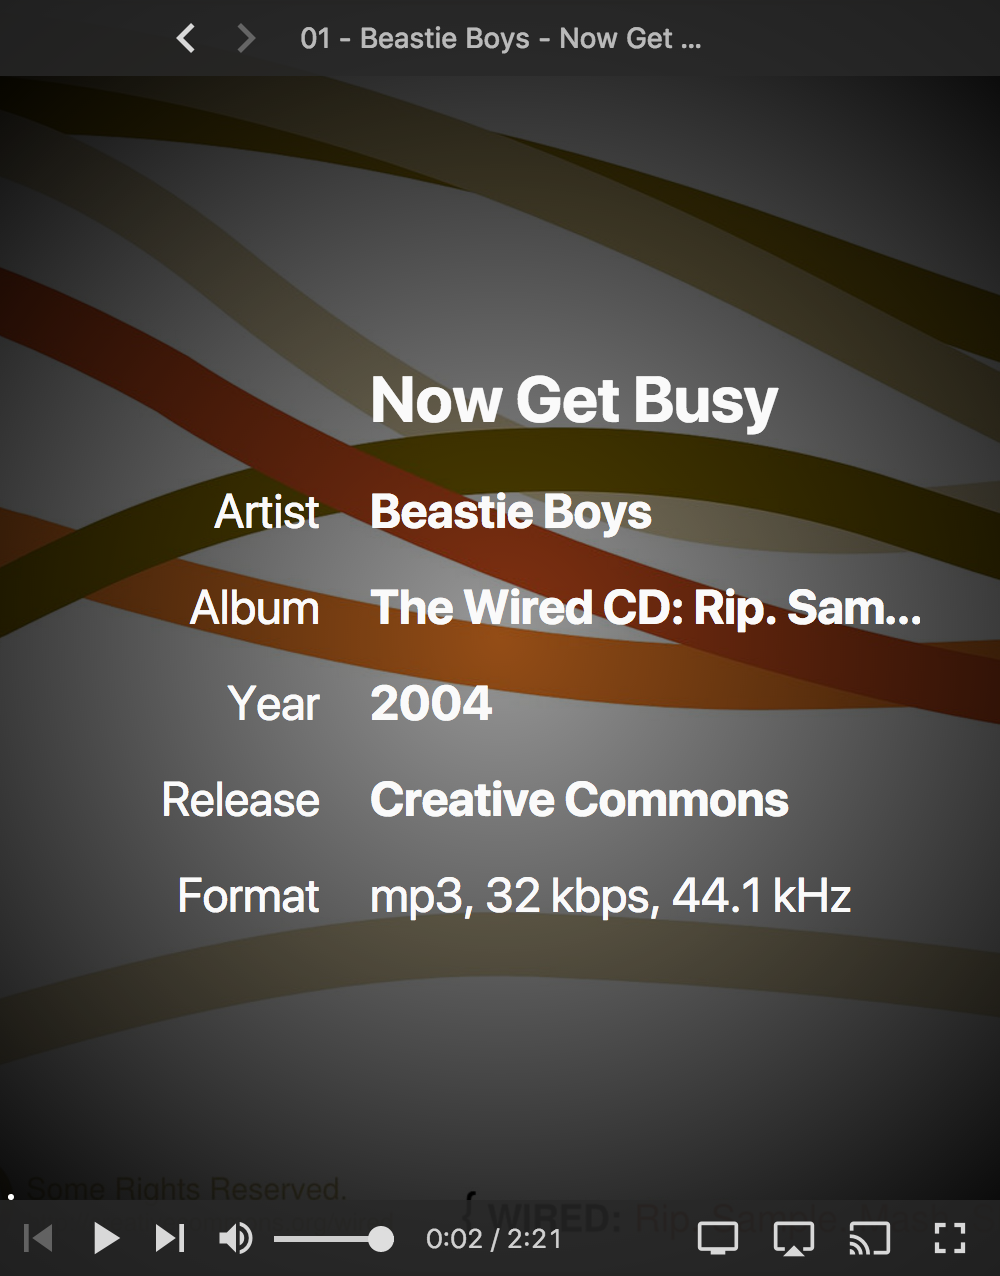 01 - Beastie Boys - Now Get ...
Now Get Busy
Artist Beastie Boys
Album The Wired CD: Rip. Sam...
Year 2004
Release Creative Commons
Format mp3, 32 kbps, 44.1 kHz
Some Rights Reserved.
{ WIRED: Rip. Sample. Mas
0:02 / 2:21